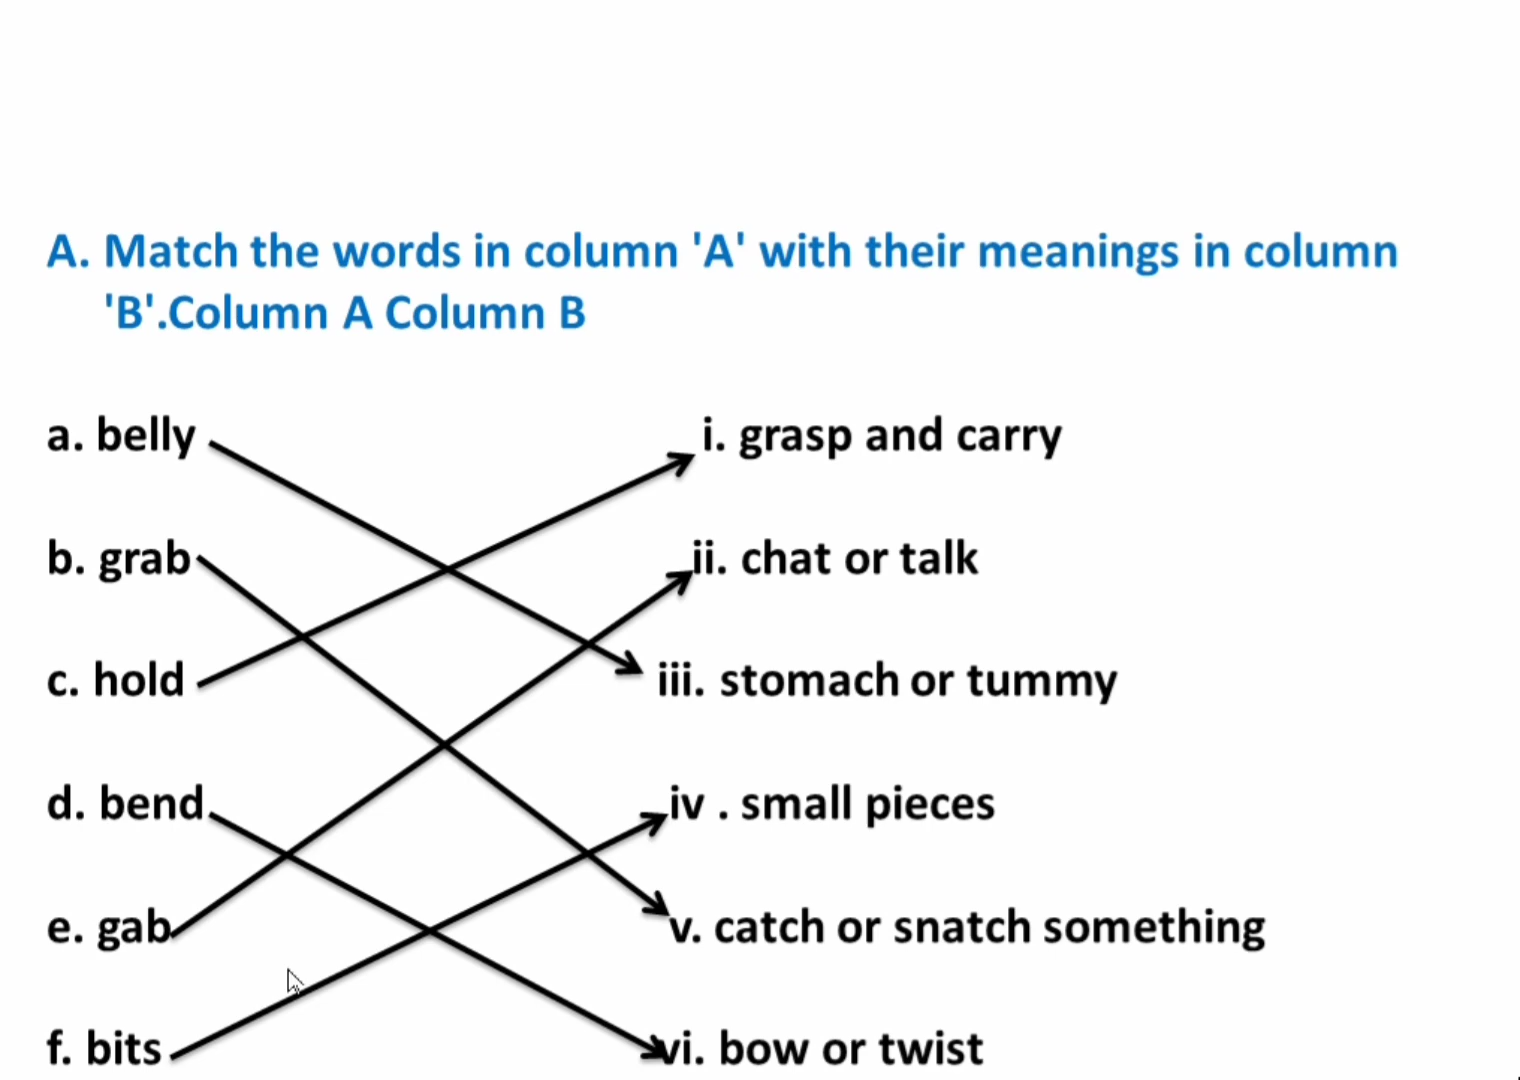 A. Match the words in column 'A' with their meanings in column
'B'.Column A Column B
a. belly i. grasp and carry
b. grab ii. chat or talk
c. hold iii. stomach or tummy
d. bend iv . small pieces
e. gab v. catch or snatch something
f. bits vi. bow or twist